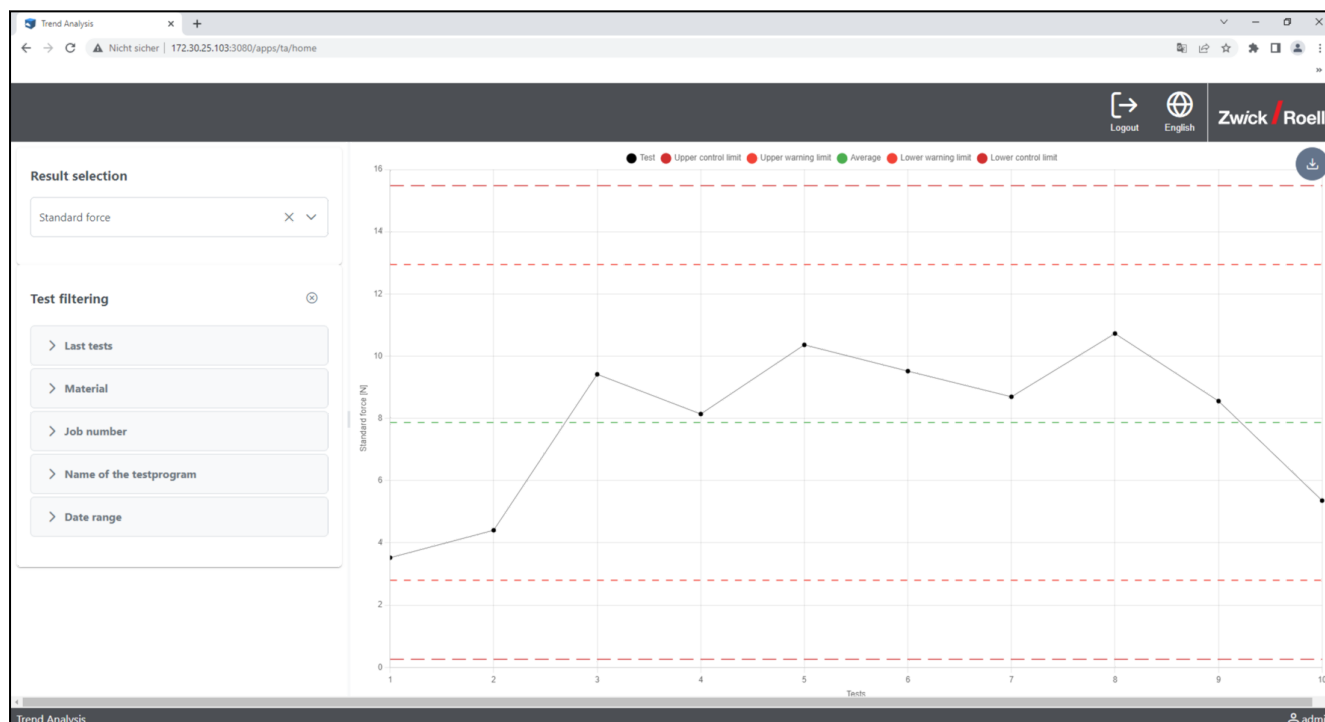 Trend Analysis
Nicht sicher | 172.30.25.103:3080/apps/ta/home
Logout
English
Zwick / Roell
Result selection
Standard force
Test filtering
Last tests
Material
Job number
Name of the testprogram
Date range
Test Upper control limit Upper warning limit Average Lower warning limit Lower control limit
16
14
12
10
8
6
4
2
0
Standard force [N]
1 2 3 4 5 6 7 8 9 10
Tests
Trend Analysis
admi